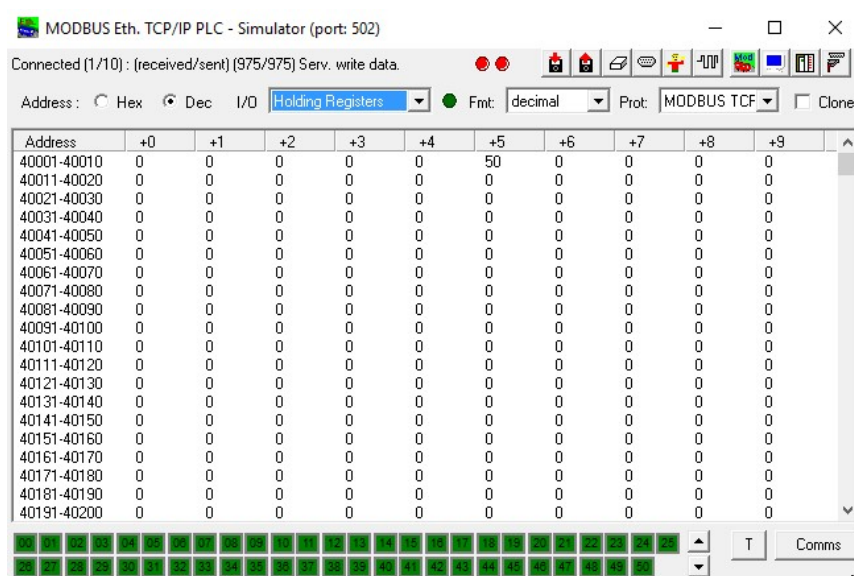 MODBUS Eth. TCP/IP PLC - Simulator (port: 502)
Connected (1/10) : (received/sent) (975/975) Serv. write data.
Address : Hex Dec I/O Holding Registers Fmt: decimal Prot: MODBUS TCP Clone
Address +0 +1 +2 +3 +4 +5 +6 +7 +8 +9
40001-40010 0 0 0 0 0 50 0 0 0 0
40011-40020 0 0 0 0 0 0 0 0 0 0
40021-40030 0 0 0 0 0 0 0 0 0 0
40031-40040 0 0 0 0 0 0 0 0 0 0
40041-40050 0 0 0 0 0 0 0 0 0 0
40051-40060 0 0 0 0 0 0 0 0 0 0
40061-40070 0 0 0 0 0 0 0 0 0 0
40071-40080 0 0 0 0 0 0 0 0 0 0
40081-40090 0 0 0 0 0 0 0 0 0 0
40091-40100 0 0 0 0 0 0 0 0 0 0
40101-40110 0 0 0 0 0 0 0 0 0 0
40111-40120 0 0 0 0 0 0 0 0 0 0
40121-40130 0 0 0 0 0 0 0 0 0 0
40131-40140 0 0 0 0 0 0 0 0 0 0
40141-40150 0 0 0 0 0 0 0 0 0 0
40151-40160 0 0 0 0 0 0 0 0 0 0
40161-40170 0 0 0 0 0 0 0 0 0 0
40171-40180 0 0 0 0 0 0 0 0 0 0
40181-40190 0 0 0 0 0 0 0 0 0 0
40191-40200 0 0 0 0 0 0 0 0 0 0
00 01 02 03 04 05 06 07 08 09 10 11 12 13 14 15 16 17 18 19 20 21 22 23 24 25 T Comms
26 27 28 29 30 31 32 33 34 35 36 37 38 39 40 41 42 43 44 45 46 47 48 49 50